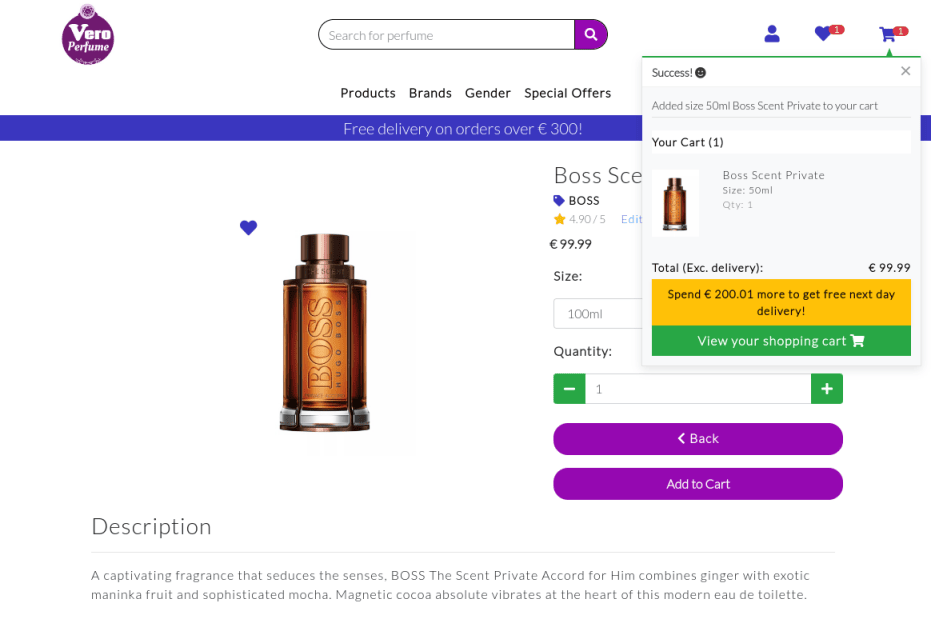 Vero
Perfume
Search for perfume
1
1
Products Brands Gender Special Offers
Free delivery on orders over € 300!
Success!
Added size 50ml Boss Scent Private to your cart
Your Cart (1)
Boss Scent Private
Size: 50ml
Qty: 1
Total (Exc. delivery): € 99.99
Spend € 200.01 more to get free next day
delivery!
View your shopping cart
Boss Sce
BOSS
4.90 / 5 Edit
€ 99.99
Size:
100ml
Quantity:
1
Back
Add to Cart
BOSS
HUGO BOSS
Description
A captivating fragrance that seduces the senses, BOSS The Scent Private Accord for Him combines ginger with exotic
maninka fruit and sophisticated mocha. Magnetic cocoa absolute vibrates at the heart of this modern eau de toilette.